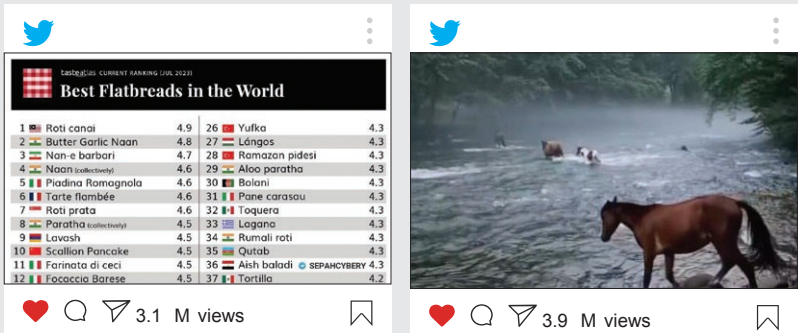 tasteatlas CURRENT RANKING (JUL 2023)
Best Flatbreads in the World
1 Roti canai 4.9
2 Butter Garlic Naan 4.8
3 Nan-e barbari 4.7
4 Naan (collectively) 4.6
5 Piadina Romagnola 4.6
6 Tarte flambée 4.6
7 Roti prata 4.6
8 Paratha (collectively) 4.5
9 Lavash 4.5
10 Scallion Pancake 4.5
11 Farinata di ceci 4.5
12 Focaccia Barese 4.5
26 Yufka 4.3
27 Lángos 4.3
28 Ramazan pidesi 4.3
29 Aloo paratha 4.3
30 Bolani 4.3
31 Pane carasau 4.3
32 Toquera 4.3
33 Lagana 4.3
34 Rumali roti 4.3
35 Qutab 4.3
36 Aish baladi SEPAHCYBERY 4.3
37 Tortilla 4.2
3.1 M views
3.9 M views